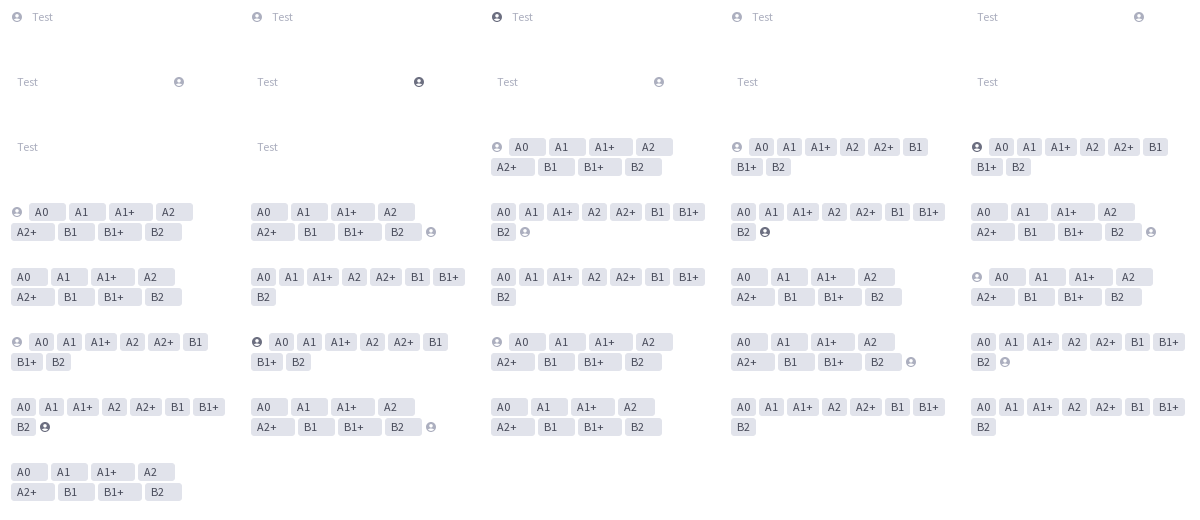 Test Test Test Test Test
Test Test Test Test Test
Test Test A0 A1 A1+ A2 A0 A1 A1+ A2 A2+ B1 A0 A1 A1+ A2 A2+ B1
A2+ B1 B1+ B2 B1+ B2 B1+ B2
A0 A1 A1+ A2 A0 A1 A1+ A2 A0 A1 A1+ A2 A2+ B1 B1+ A0 A1 A1+ A2 A2+ B1 B1+ A0 A1 A1+ A2
A2+ B1 B1+ B2 A2+ B1 B1+ B2 B2 B2 A2+ B1 B1+ B2
A0 A1 A1+ A2 A0 A1 A1+ A2 A2+ B1 B1+ A0 A1 A1+ A2 A2+ B1 B1+ A0 A1 A1+ A2 A0 A1 A1+ A2
A2+ B1 B1+ B2 B2 B2 A2+ B1 B1+ B2 A2+ B1 B1+ B2
A0 A1 A1+ A2 A2+ B1 A0 A1 A1+ A2 A2+ B1 A0 A1 A1+ A2 A0 A1 A1+ A2 A0 A1 A1+ A2 A2+ B1 B1+
B1+ B2 B1+ B2 A2+ B1 B1+ B2 A2+ B1 B1+ B2 B2
A0 A1 A1+ A2 A2+ B1 B1+ A0 A1 A1+ A2 A0 A1 A1+ A2 A0 A1 A1+ A2 A2+ B1 B1+ A0 A1 A1+ A2 A2+ B1 B1+
B2 A2+ B1 B1+ B2 A2+ B1 B1+ B2 B2 B2
A0 A1 A1+ A2
A2+ B1 B1+ B2